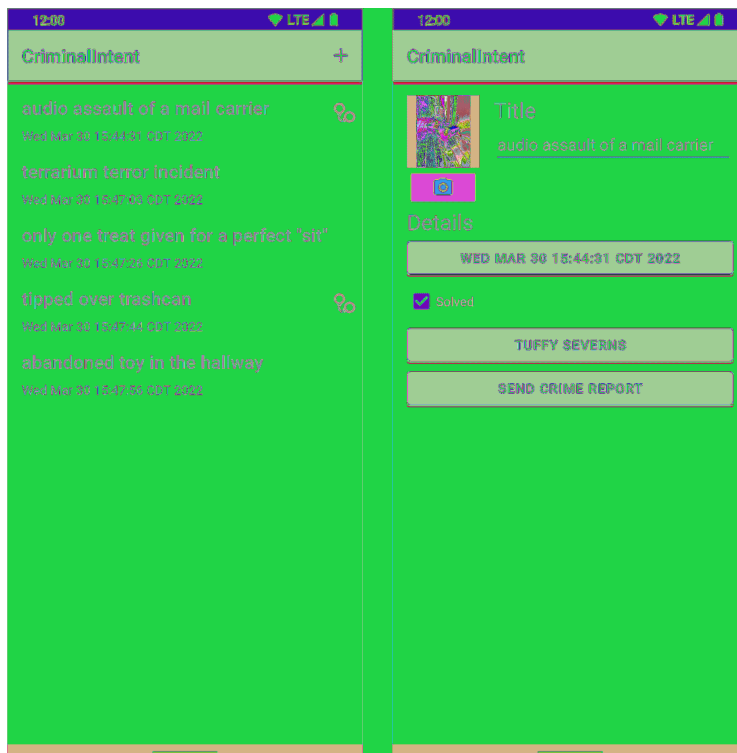 12:00
LTE
CriminalIntent
+
audio assault of a mail carrier
Wed Mar 30 15:44:31 CDT 2022
terrarium terror incident
Wed Mar 30 15:47:03 CDT 2022
only one treat given for a perfect "sit"
Wed Mar 30 15:47:25 CDT 2022
tipped over trashcan
Wed Mar 30 15:47:44 CDT 2022
abandoned toy in the hallway
Wed Mar 30 15:47:53 CDT 2022
12:00
LTE
CriminalIntent
Title
audio assault of a mail carrier
Details
WED MAR 30 15:44:31 CDT 2022
Solved
TUFFY SEVERNS
SEND CRIME REPORT